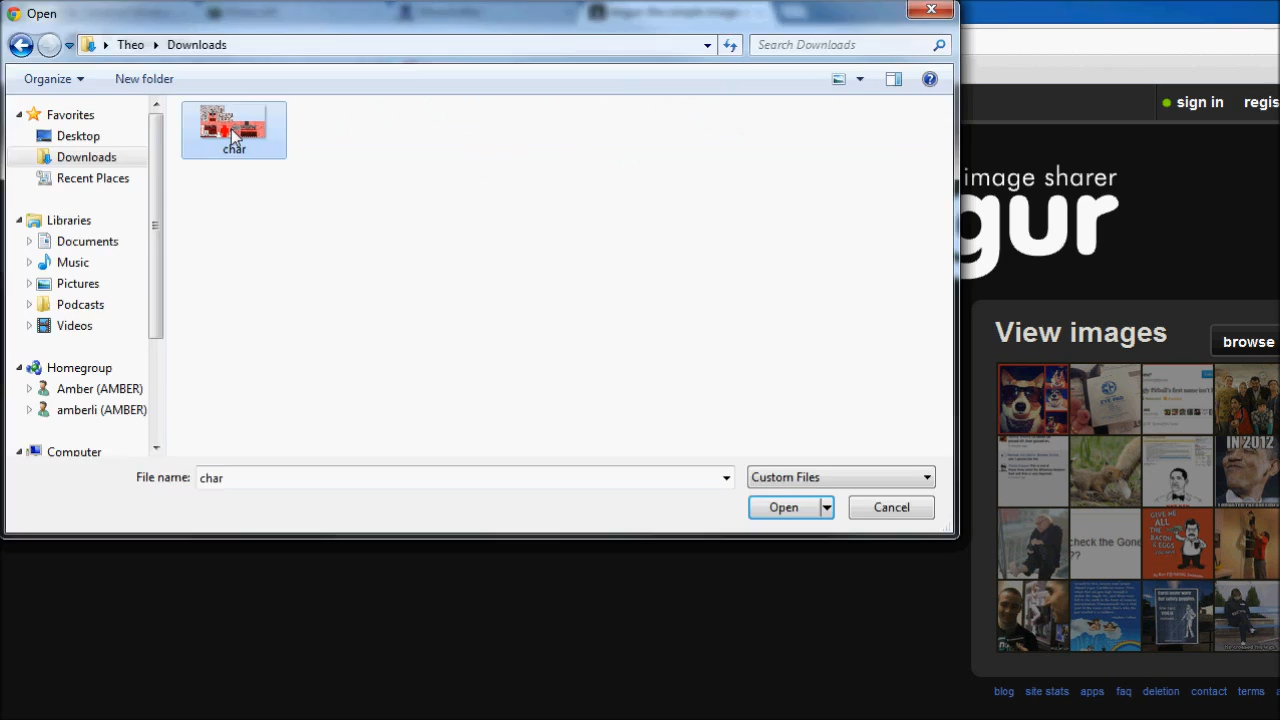 Open
Theo Downloads
Search Downloads
Organize
New folder
Favorites
Desktop
Downloads
Recent Places
Libraries
Documents
Music
Pictures
Podcasts
Videos
Homegroup
Amber (AMBER)
amberli (AMBER)
Computer
char
File name: char
Custom Files
Open
Cancel
sign in
regis
image sharer
gur
View images
browse
IN 2012
GIVE ME
ALL THE
BACON &
EGGS
check the Gone
??
blog site stats apps faq deletion contact terms